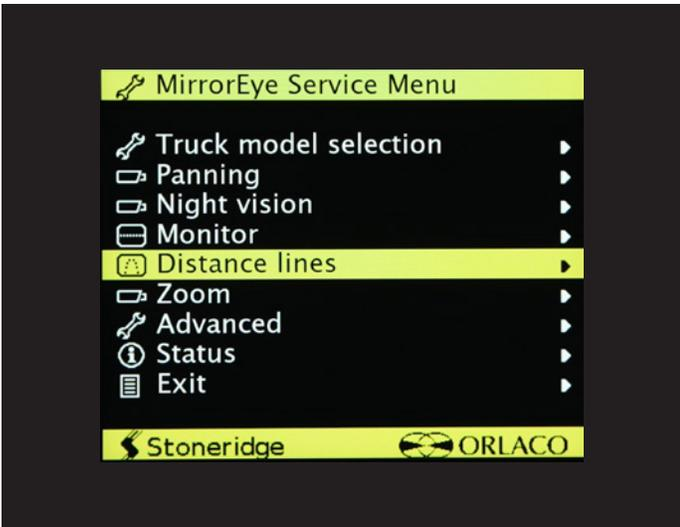 MirrorEye Service Menu
Truck model selection
Panning
Night vision
Monitor
Distance lines
Zoom
Advanced
Status
Exit
Stoneridge ORLACO